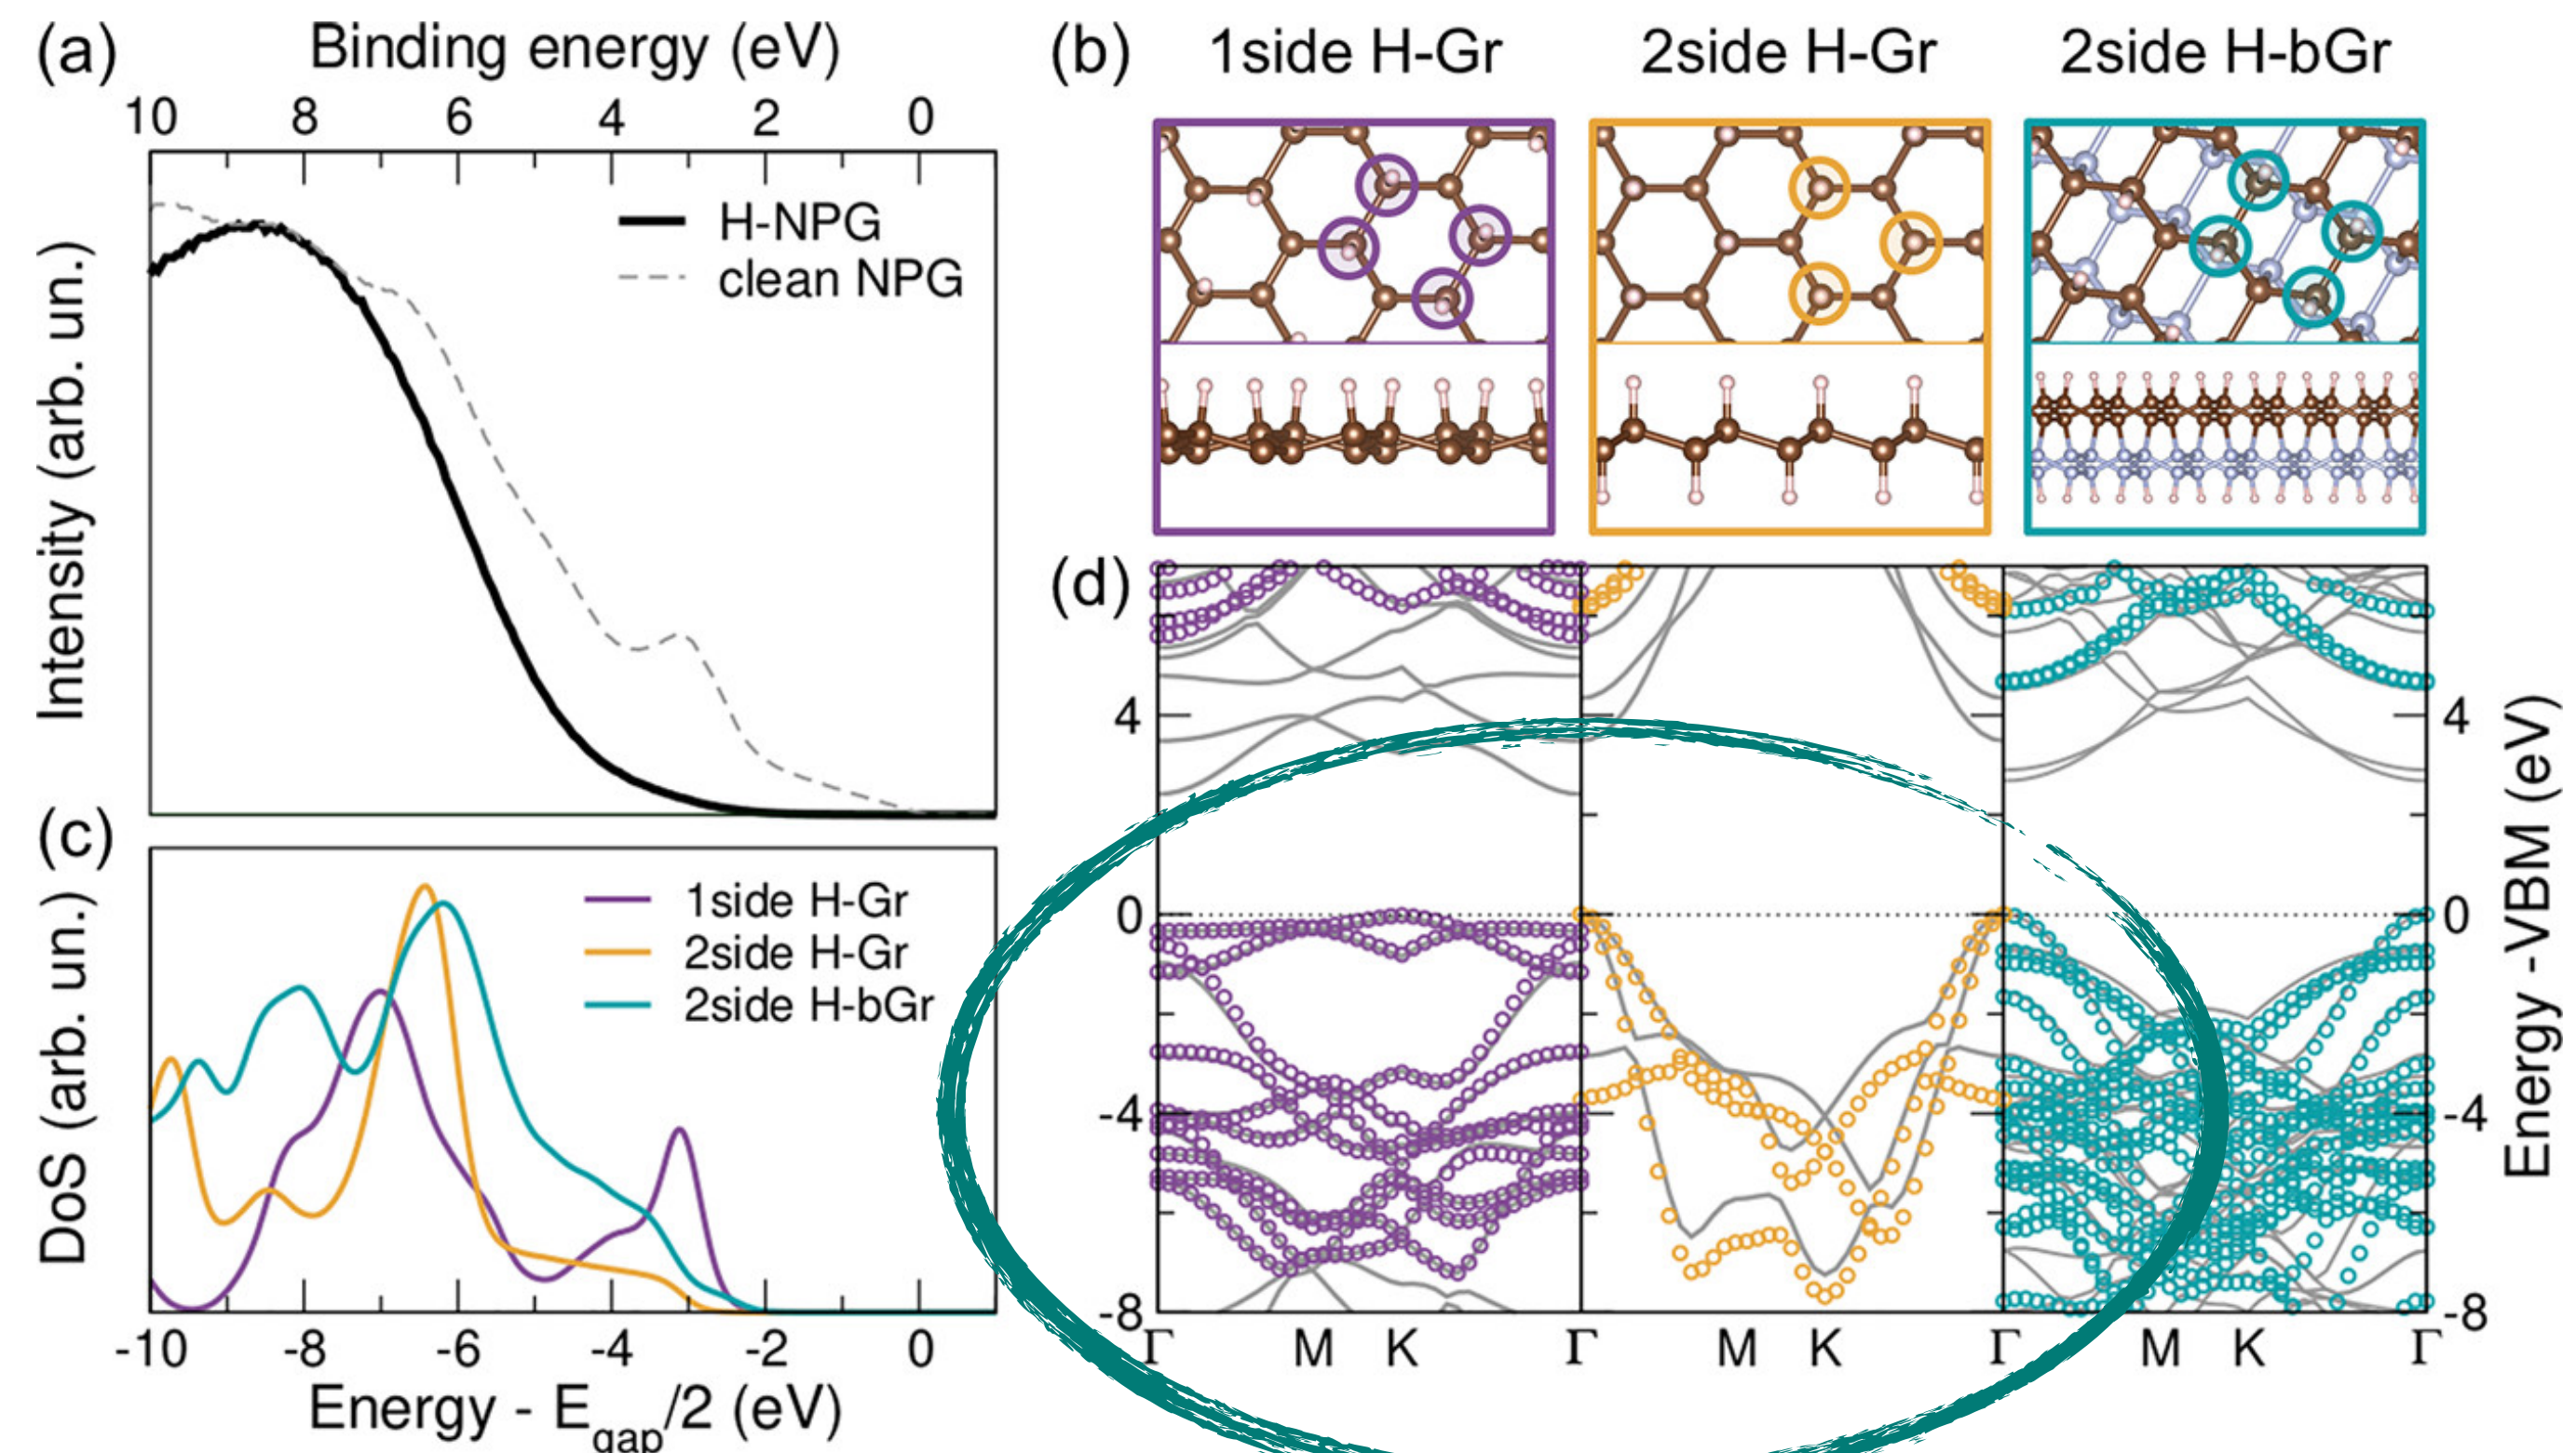 (a)
Binding energy (eV)
10 8 6 4 2 0
Intensity (arb. un.)
H-NPG
clean NPG
(b)
1side H-Gr
2side H-Gr
2side H-bGr
(c)
DoS (arb. un.)
1side H-Gr
2side H-Gr
2side H-bGr
-10 -8 -6 -4 -2 0
Energy - Egap/2 (eV)
(d)
4
0
-4
-8
Γ M K Γ M K Γ M K Γ
4
0
-4
-8
Energy -VBM (eV)